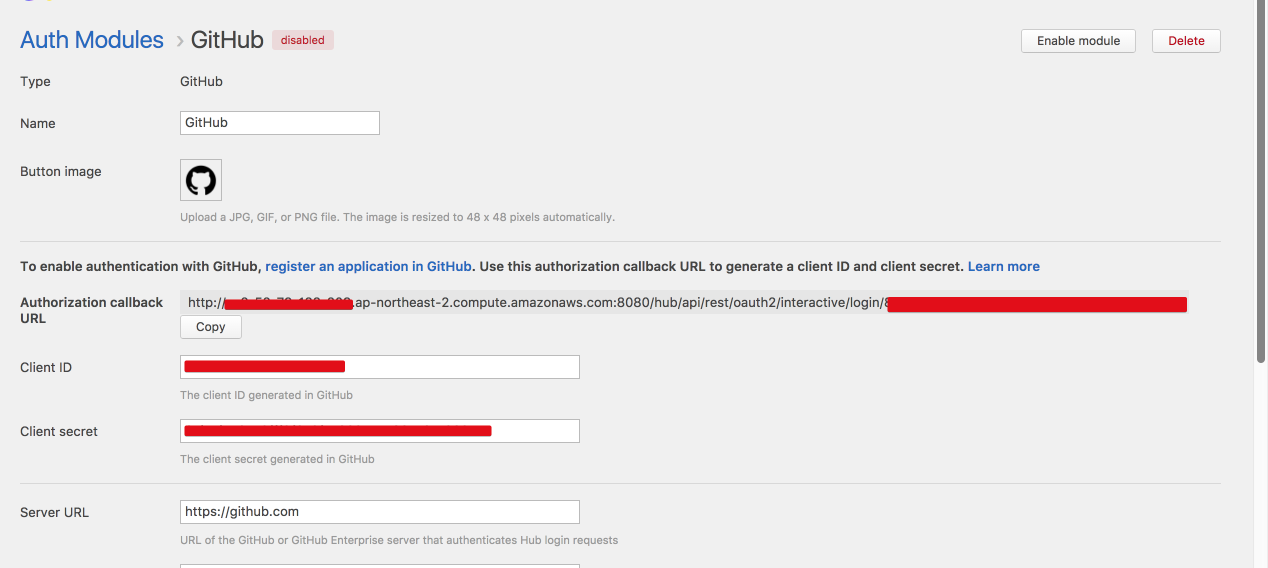 Auth Modules › GitHub disabled Enable module Delete
Type GitHub
Name GitHub
Button image
Upload a JPG, GIF, or PNG file. The image is resized to 48 x 48 pixels automatically.
To enable authentication with GitHub, register an application in GitHub. Use this authorization callback URL to generate a client ID and client secret. Learn more
Authorization callback URL
http:// .ap-northeast-2.compute.amazonaws.com:8080/hub/api/rest/oauth2/interactive/login/
Copy
Client ID
The client ID generated in GitHub
Client secret
The client secret generated in GitHub
Server URL https://github.com
URL of the GitHub or GitHub Enterprise server that authenticates Hub login requests